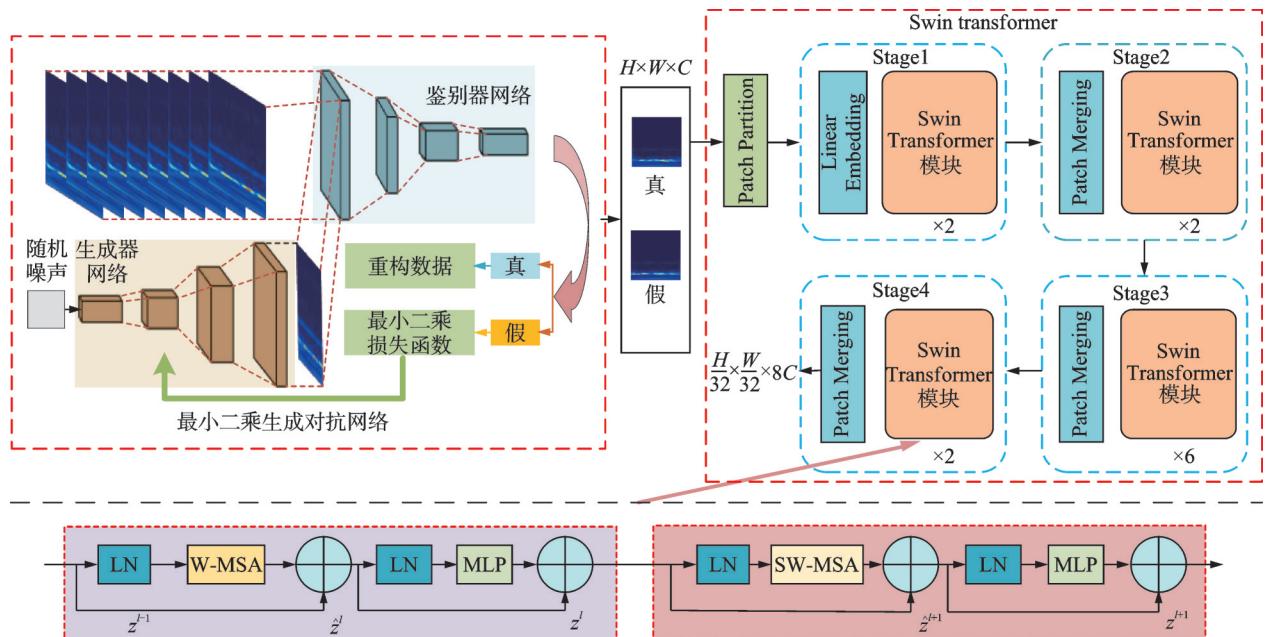 鉴别器网络
随机
噪声
生成器
网络
重构数据
真
最小二乘
损失函数
假
最小二乘生成对抗网络
H×W×C
真
假
Swin transformer
Patch Partition
Stage1
Linear
Embedding
Swin
Transformer
模块
×2
Stage2
Patch Merging
Swin
Transformer
模块
×2
Stage3
Patch Merging
Swin
Transformer
模块
×6
Stage4
Patch Merging
Swin
Transformer
模块
×2
H/32×W/32×8C
LN
W-MSA
LN
MLP
z^{l-1}
ẑ^l
z^l
LN
SW-MSA
LN
MLP
ẑ^{l+1}
z^{l+1}